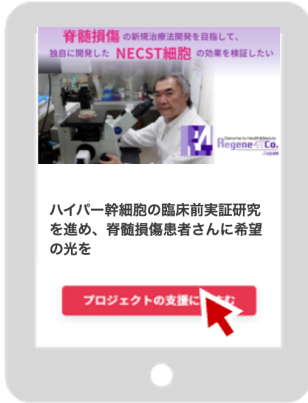 脊髄損傷の新規治療法開発を目指して、
独自に開発した NECST細胞 の効果を検証したい
Regene Co.
Japan
ハイパー幹細胞の臨床前実証研究
を進め、脊髄損傷患者さんに希望
の光を
プロジェクトの支援に
む